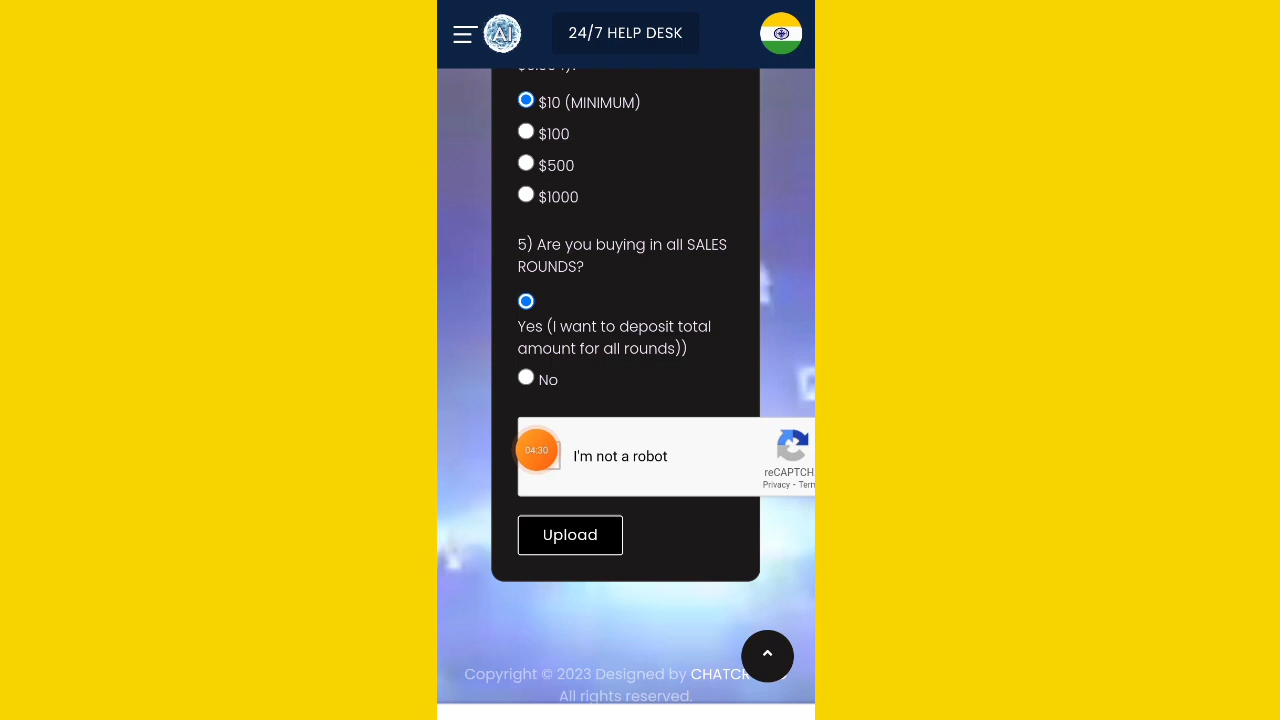 AI
24/7 HELP DESK
$10 (MINIMUM)
$100
$500
$1000
5) Are you buying in all SALES
ROUNDS?
Yes (I want to deposit total
amount for all rounds))
No
04:30
I'm not a robot
reCAPTCH
Privacy - Term
Upload
Copyright © 2023 Designed by
All rights reserved.